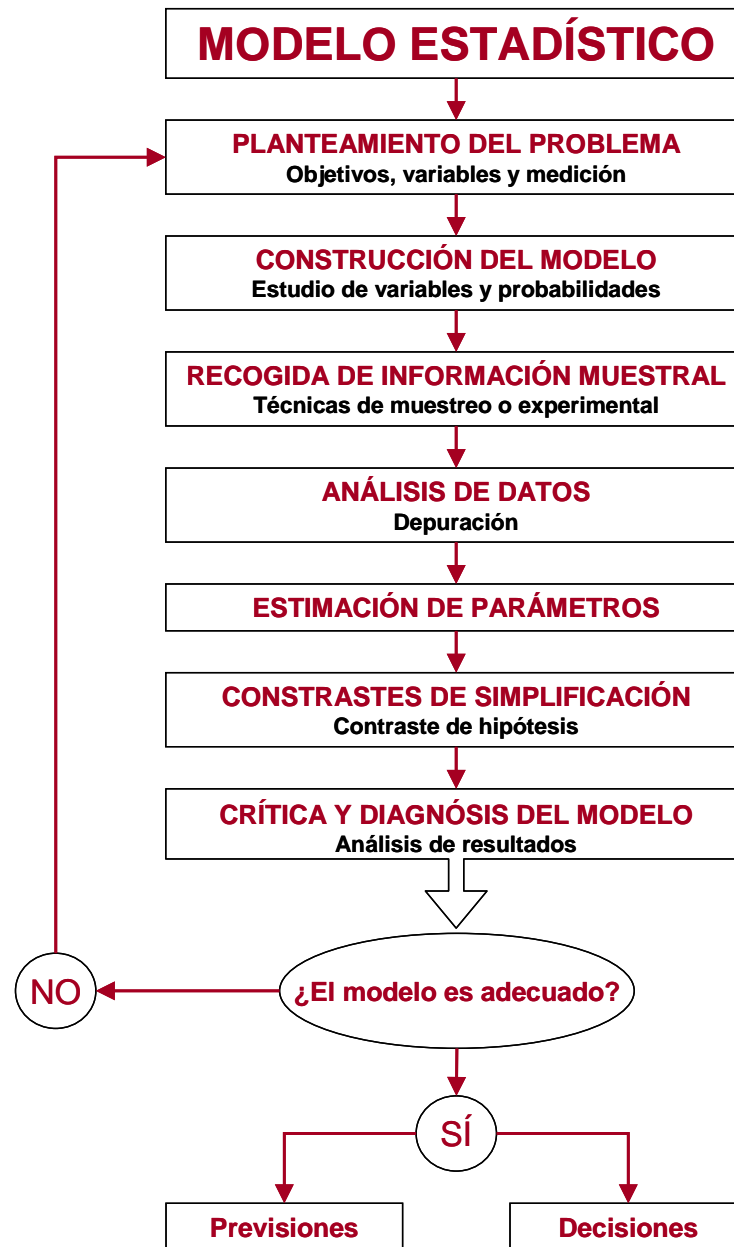 MODELO ESTADÍSTICO
PLANTEAMIENTO DEL PROBLEMA
Objetivos, variables y medición
CONSTRUCCIÓN DEL MODELO
Estudio de variables y probabilidades
RECOGIDA DE INFORMACIÓN MUESTRAL
Técnicas de muestreo o experimental
ANÁLISIS DE DATOS
Depuración
ESTIMACIÓN DE PARÁMETROS
CONSTRASTES DE SIMPLIFICACIÓN
Contraste de hipótesis
CRÍTICA Y DIAGNÓSIS DEL MODELO
Análisis de resultados
NO
¿El modelo es adecuado?
SÍ
Previsiones
Decisiones